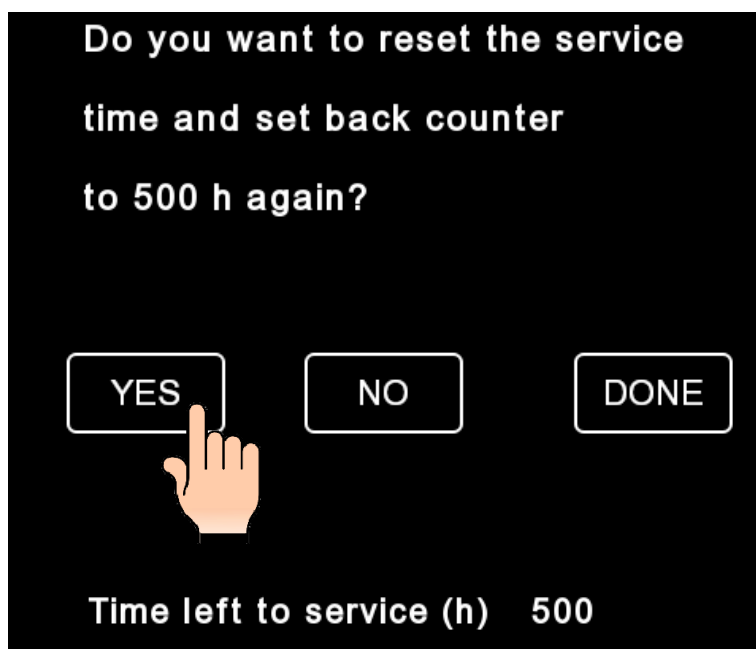 Do you want to reset the service
time and set back counter
to 500 h again?
YES NO DONE
Time left to service (h) 500